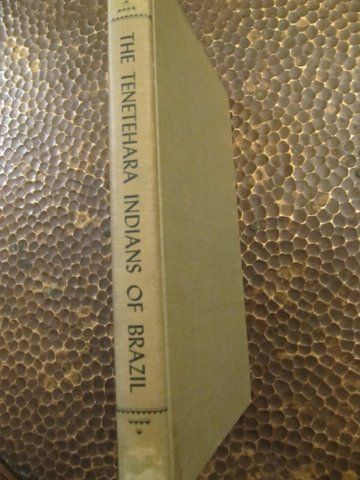 THE TENETEHARA INDIANS OF BRAZIL